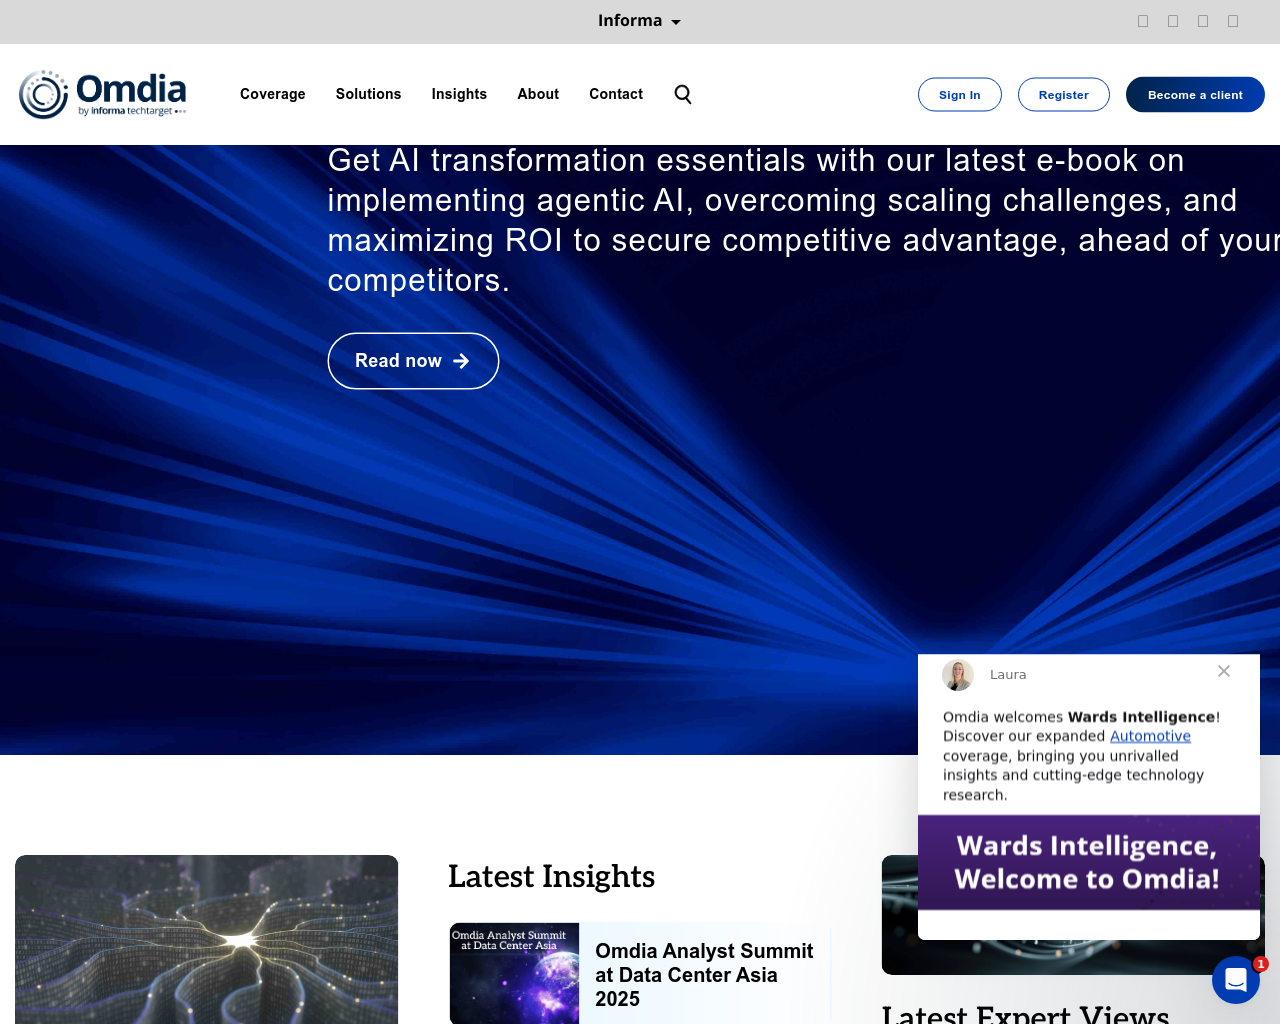 Informa
Omdia
by informa techtarget
Coverage
Solutions
Insights
About
Contact
Sign In
Register
Become a client
Get AI transformation essentials with our latest e-book on
implementing agentic AI, overcoming scaling challenges, and
maximizing ROI to secure competitive advantage, ahead of your
competitors.
Read now
Laura
Omdia welcomes Wards Intelligence!
Discover our expanded Automotive
coverage, bringing you unrivalled
insights and cutting-edge technology
research.
Wards Intelligence,
Welcome to Omdia!
1
Latest Insights
Omdia Analyst Summit
at Data Center Asia
Omdia Analyst Summit
at Data Center Asia
2025
Latest Expert Views